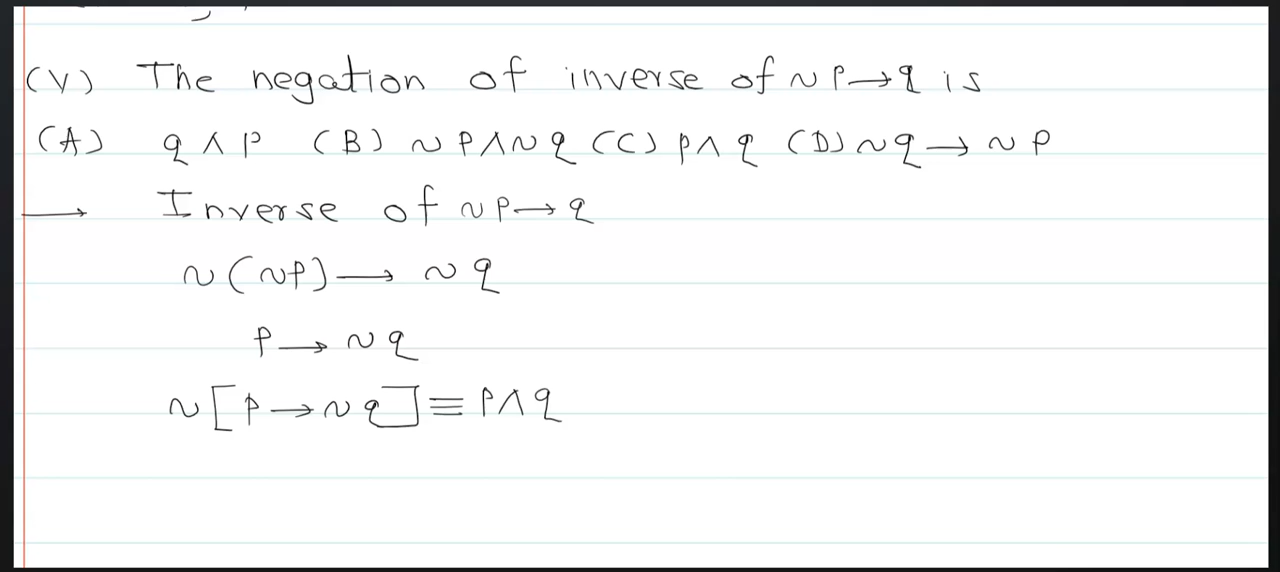 (V) The negation of inverse of ~p→q is
(A) q∧p (B) ~p∧~q (C) p∧q (D) ~q→~p
→ Inverse of ~p→q
~(~p)→~q
p→~q
~[p→~q]≡p∧q